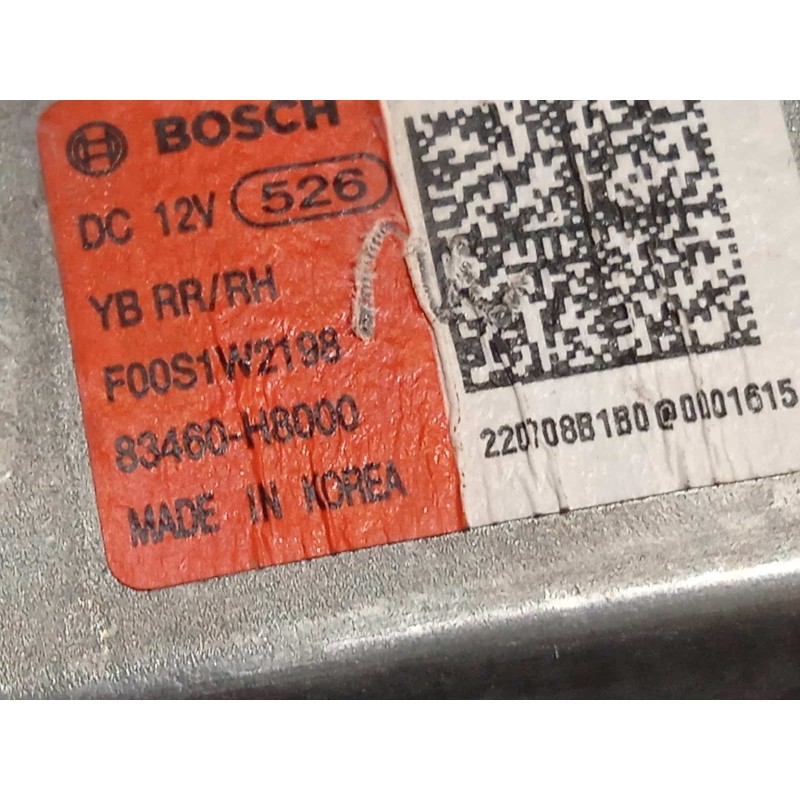 BOSCH
DC 12V 526
YB RR/RH
F00S1W2198
83460-H8000
MADE IN KOREA
220708B1B0@0001615